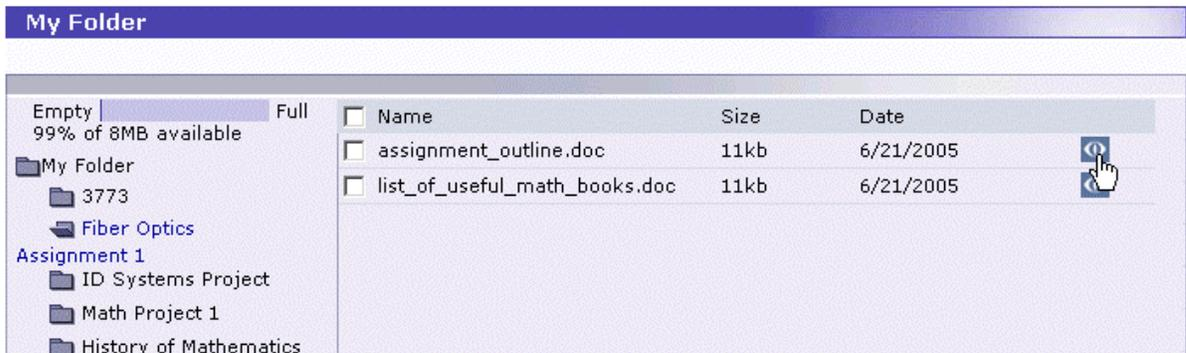 My Folder
Empty Full
99% of 8MB available
My Folder
3773
Fiber Optics
Assignment 1
ID Systems Project
Math Project 1
History of Mathematics
Name Size Date
assignment_outline.doc 11kb 6/21/2005
list_of_useful_math_books.doc 11kb 6/21/2005